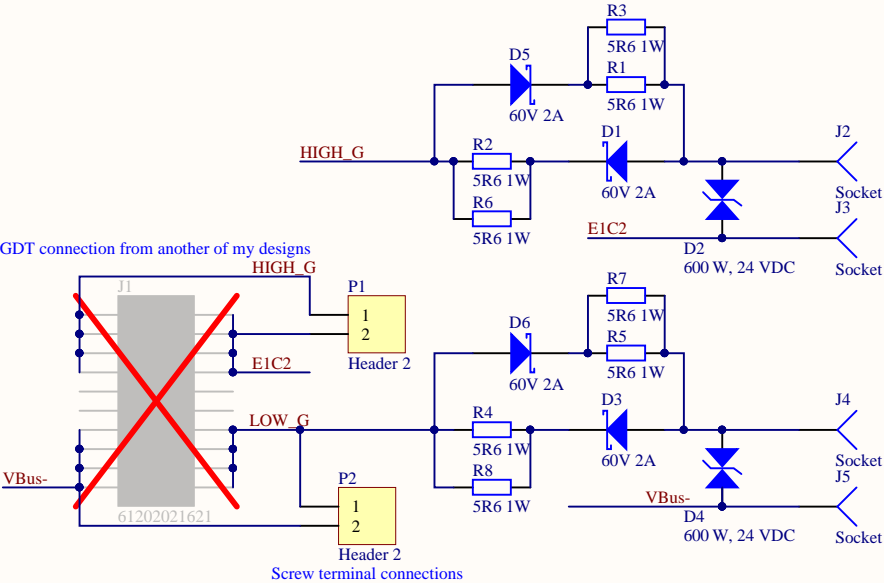 R3
5R6 1W
D5
R1
60V 2A
5R6 1W
HIGH_G
R2
D1
J2
5R6 1W
60V 2A
Socket
R6
J3
5R6 1W
E1C2
D2
600 W, 24 VDC
Socket
GDT connection from another of my designs
HIGH_G
J1
P1
1
2
Header 2
E1C2
R7
5R6 1W
D6
R5
60V 2A
5R6 1W
LOW_G
R4
D3
J4
5R6 1W
60V 2A
Socket
R8
J5
5R6 1W
VBus-
VBus-
P2
1
2
Header 2
D4
600 W, 24 VDC
Socket
61202021621
Screw terminal connections